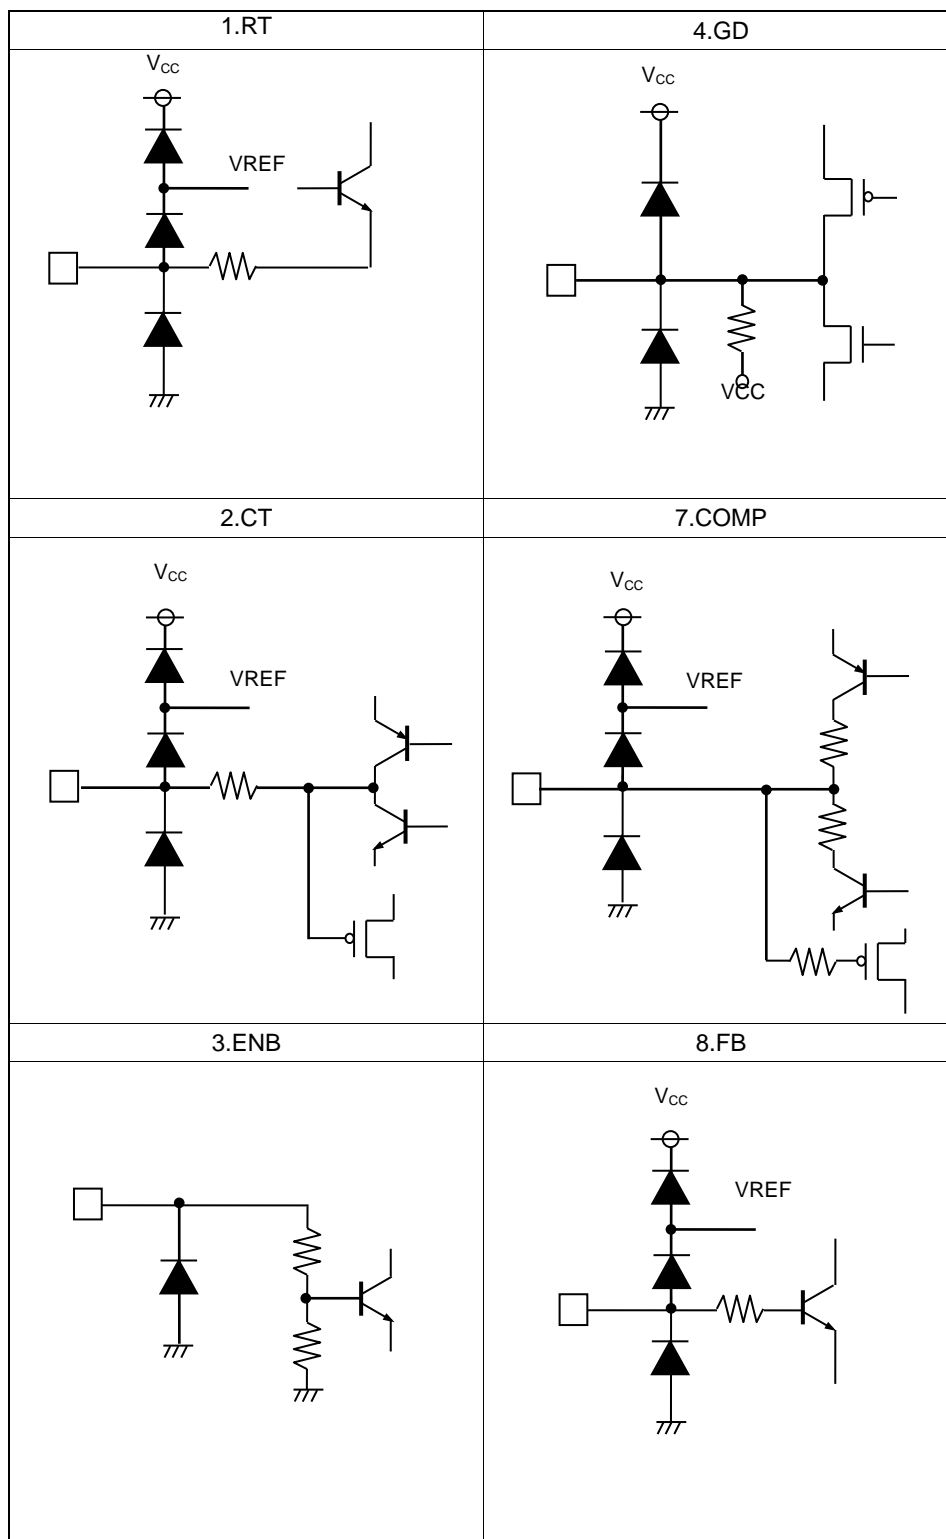 1.RT
4.GD
VCC
VREF
VCC
VCC
2.CT
7.COMP
VCC
VREF
VCC
VREF
3.ENB
8.FB
VCC
VREF